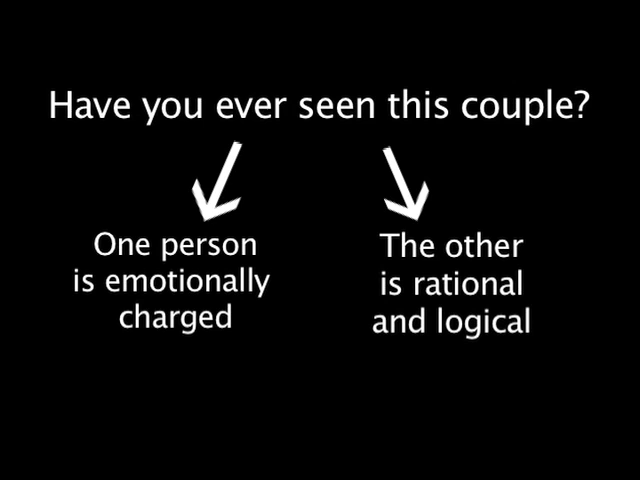 Have you ever seen this couple?
One person
is emotionally
charged
The other
is rational
and logical